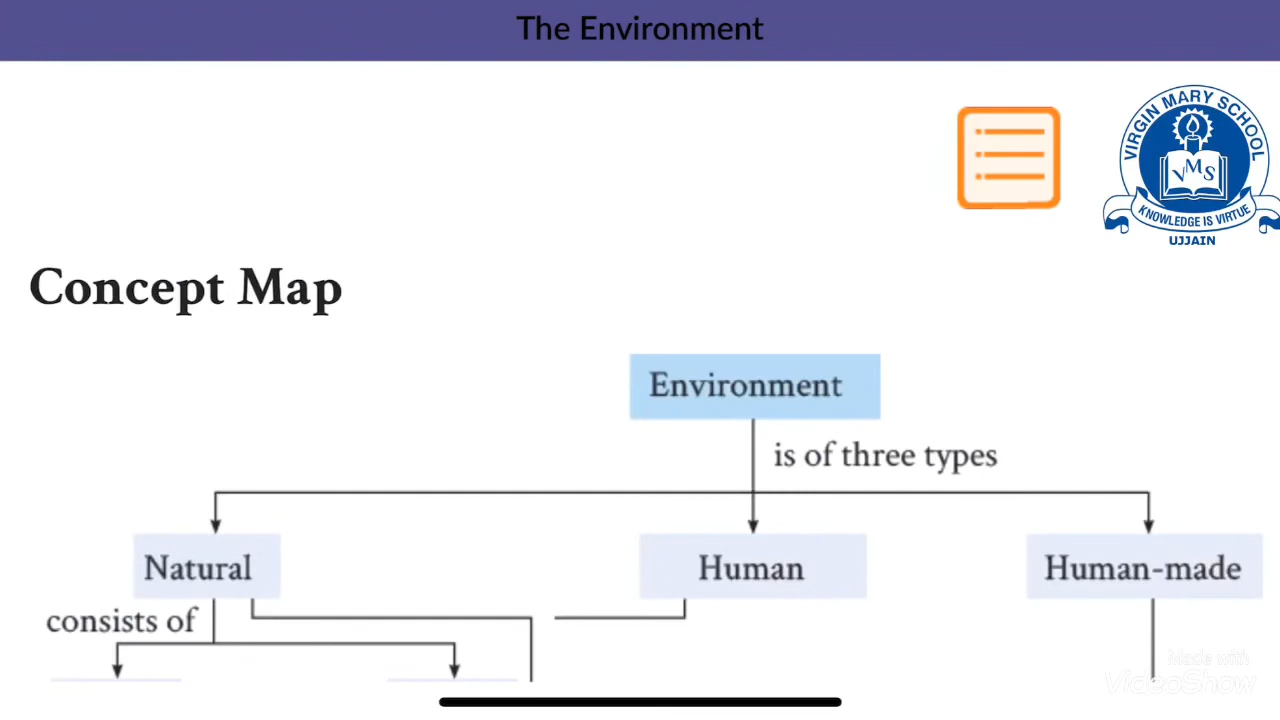 The Environment
VIRGIN MARY SCHOOL
VMS
KNOWLEDGE IS VIRTUE
UJJAIN
Concept Map
Environment
is of three types
Natural
Human
Human-made
consists of
Made with
VideoShow